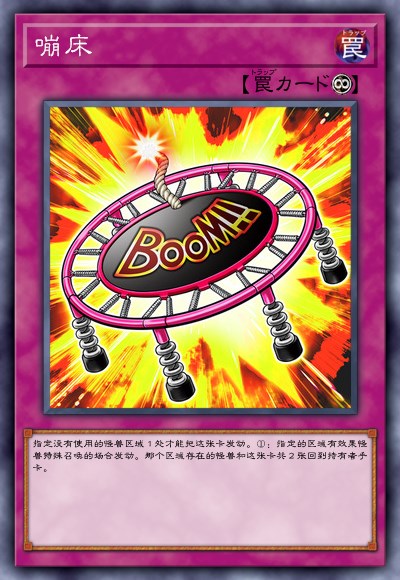 嘣床
トラップ
罠
トラップ
【罠カード】
BOOM!!
指定没有使用的怪兽区域１处才能把这张卡发动。①：指定的区域有效果怪
兽特殊召唤的场合发动。那个区域存在的怪兽和这张卡共２张回到持有者手
卡。